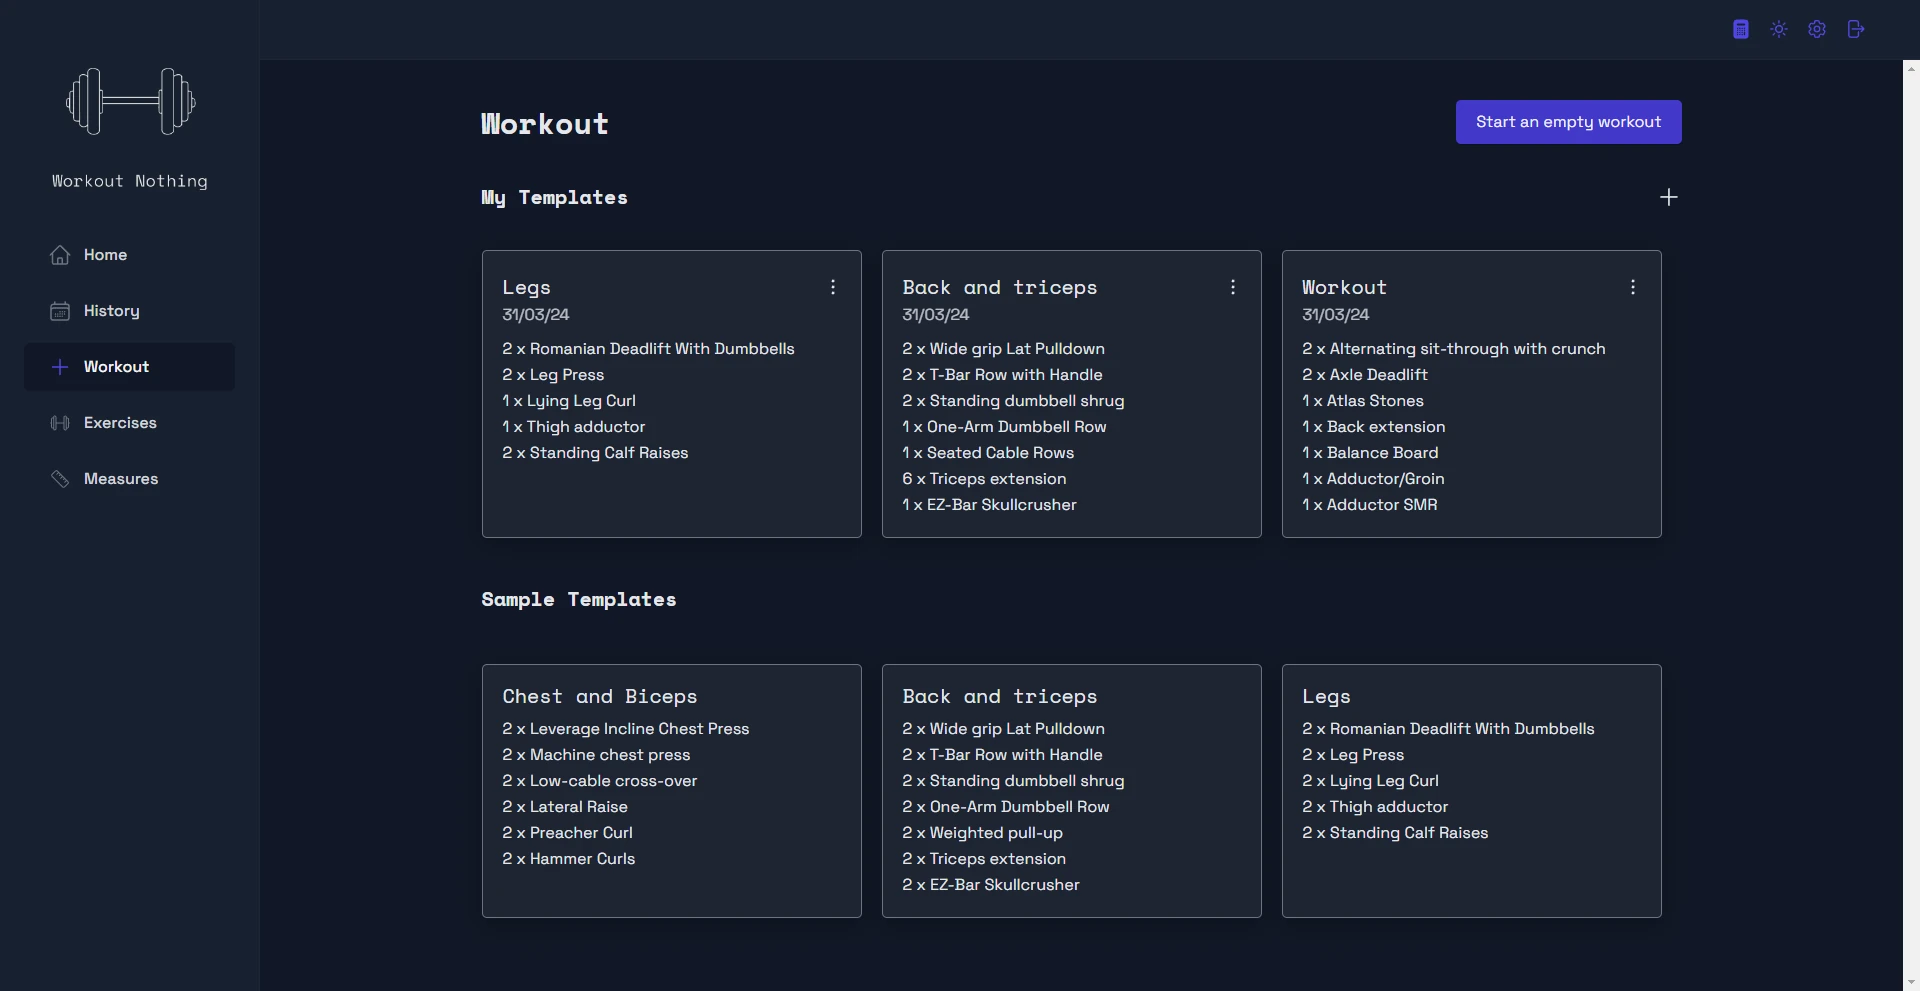 Workout Nothing
Home
History
Workout
Exercises
Measures
Workout
Start an empty workout
My Templates
Legs
31/03/24
2 x Romanian Deadlift With Dumbbells
2 x Leg Press
1 x Lying Leg Curl
1 x Thigh adductor
2 x Standing Calf Raises
Back and triceps
31/03/24
2 x Wide grip Lat Pulldown
2 x T-Bar Row with Handle
2 x Standing dumbbell shrug
1 x One-Arm Dumbbell Row
1 x Seated Cable Rows
6 x Triceps extension
1 x EZ-Bar Skullcrusher
Workout
31/03/24
2 x Alternating sit-through with crunch
2 x Axle Deadlift
1 x Atlas Stones
1 x Back extension
1 x Balance Board
1 x Adductor/Groin
1 x Adductor SMR
Sample Templates
Chest and Biceps
2 x Leverage Incline Chest Press
2 x Machine chest press
2 x Low-cable cross-over
2 x Lateral Raise
2 x Preacher Curl
2 x Hammer Curls
Back and triceps
2 x Wide grip Lat Pulldown
2 x T-Bar Row with Handle
2 x Standing dumbbell shrug
2 x One-Arm Dumbbell Row
2 x Weighted pull-up
2 x Triceps extension
2 x EZ-Bar Skullcrusher
Legs
2 x Romanian Deadlift With Dumbbells
2 x Leg Press
2 x Lying Leg Curl
2 x Thigh adductor
2 x Standing Calf Raises